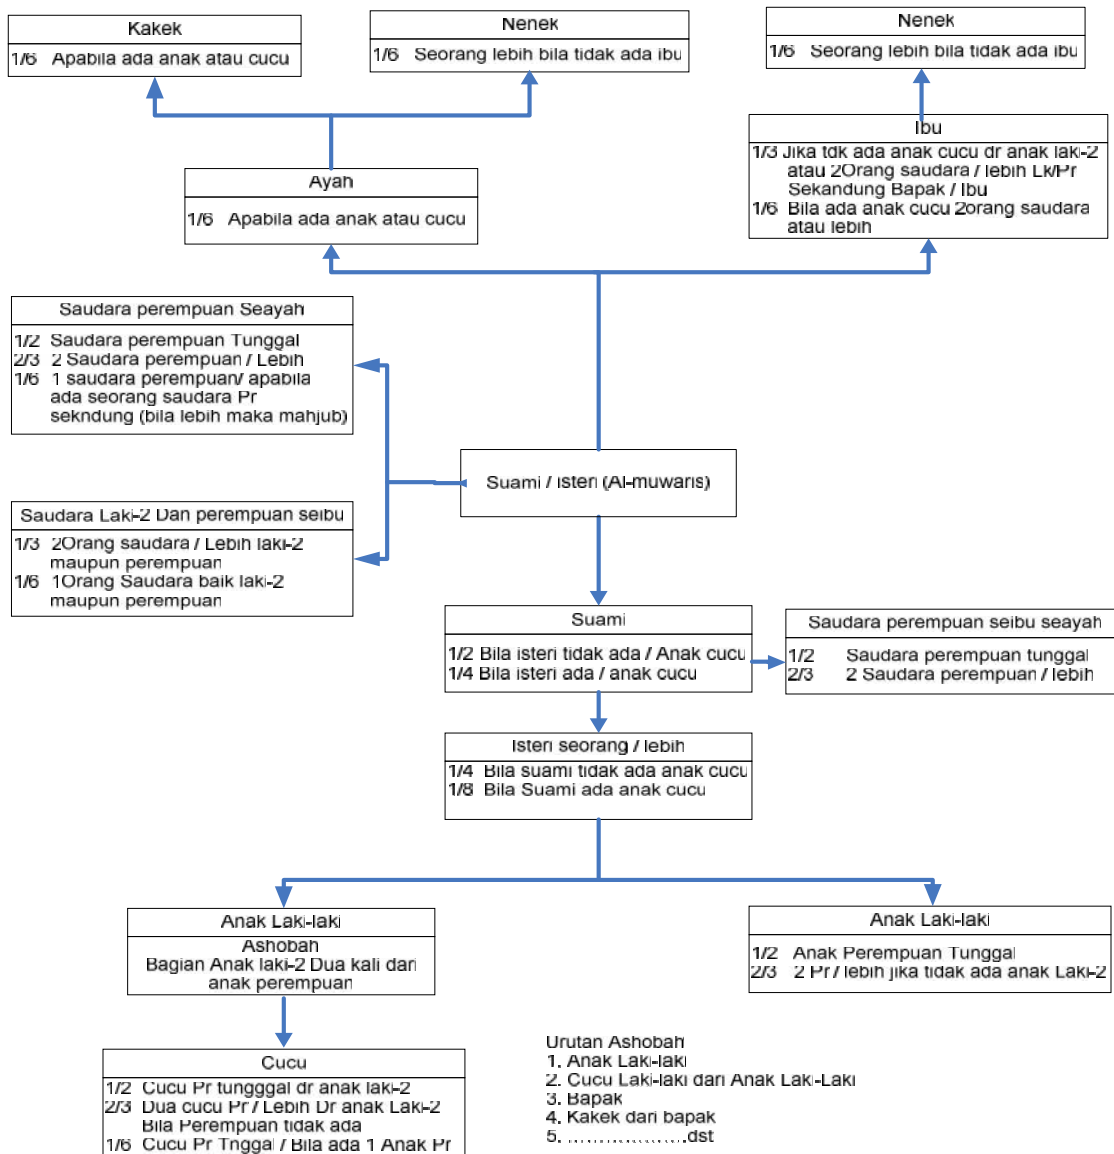 Kakek
1/6 Apabila ada anak atau cucu
Nenek
1/6 Seorang lebih bila tidak ada ibu
Nenek
1/6 Seorang lebih bila tidak ada ibu
Ibu
1/3 Jika tdk ada anak cucu dr anak laki-2
atau 2Orang saudara / lebih Lk/Pr
Sekandung Bapak / Ibu
1/6 Bila ada anak cucu 2orang saudara
atau lebih
Ayah
1/6 Apabila ada anak atau cucu
Saudara perempuan Seayah
1/2 Saudara perempuan Tunggal
2/3 2 Saudara perempuan / Lebih
1/6 1 saudara perempuan/ apabila
ada seorang saudara Pr
sekndung (bila lebih maka mahjub)
Suami / isteri (Al-muwaris)
Saudara Laki-2 Dan perempuan seibu
1/3 2Orang saudara / Lebih laki-2
maupun perempuan
1/6 1Orang Saudara baik laki-2
maupun perempuan
Suami
1/2 Bila isteri tidak ada / Anak cucu
1/4 Bila isteri ada / anak cucu
Saudara perempuan seibu seayah
1/2 Saudara perempuan tunggal
2/3 2 Saudara perempuan / lebih
Isteri seorang / lebih
1/4 Bila suami tidak ada anak cucu
1/8 Bila Suami ada anak cucu
Anak Laki-laki
Ashobah
Bagian Anak laki-2 Dua kali dari
anak perempuan
Anak Laki-laki
1/2 Anak Perempuan Tunggal
2/3 2 Pr / lebih jika tidak ada anak Laki-2
Cucu
1/2 Cucu Pr tungggal dr anak laki-2
2/3 Dua cucu Pr / Lebih Dr anak Laki-2
Bila Perempuan tidak ada
1/6 Cucu Pr Tnggal / Bila ada 1 Anak Pr
Urutan Ashobah
1. Anak Laki-laki
2. Cucu Laki-laki dari Anak Laki-Laki
3. Bapak
4. Kakek dari bapak
5. .....................dst